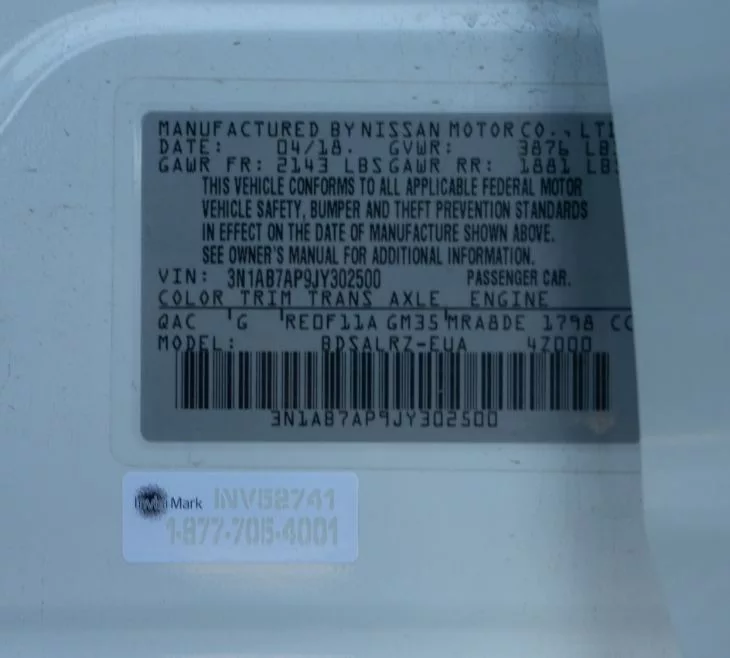 MANUFACTURED BY NISSAN MOTOR CO., LT
DATE: 04/18. GVWR: 3876 LB
GAWR FR: 2143 LBS GAWR RR: 1881 LB
THIS VEHICLE CONFORMS TO ALL APPLICABLE FEDERAL MOTOR
VEHICLE SAFETY, BUMPER AND THEFT PREVENTION STANDARDS
IN EFFECT ON THE DATE OF MANUFACTURE SHOWN ABOVE.
SEE OWNER'S MANUAL FOR ADDITIONAL INFORMATION.
VIN: 3N1AB7AP9JY302500 PASSENGER CAR.
COLOR TRIM TRANS AXLE ENGINE
QAC G RE0F11A GM35 MRA8DE 1798 CC
MODEL: BDSALRZ-EUA 4Z000
3N1AB7AP9JY302500
Mark INV52741
1-877-705-4001